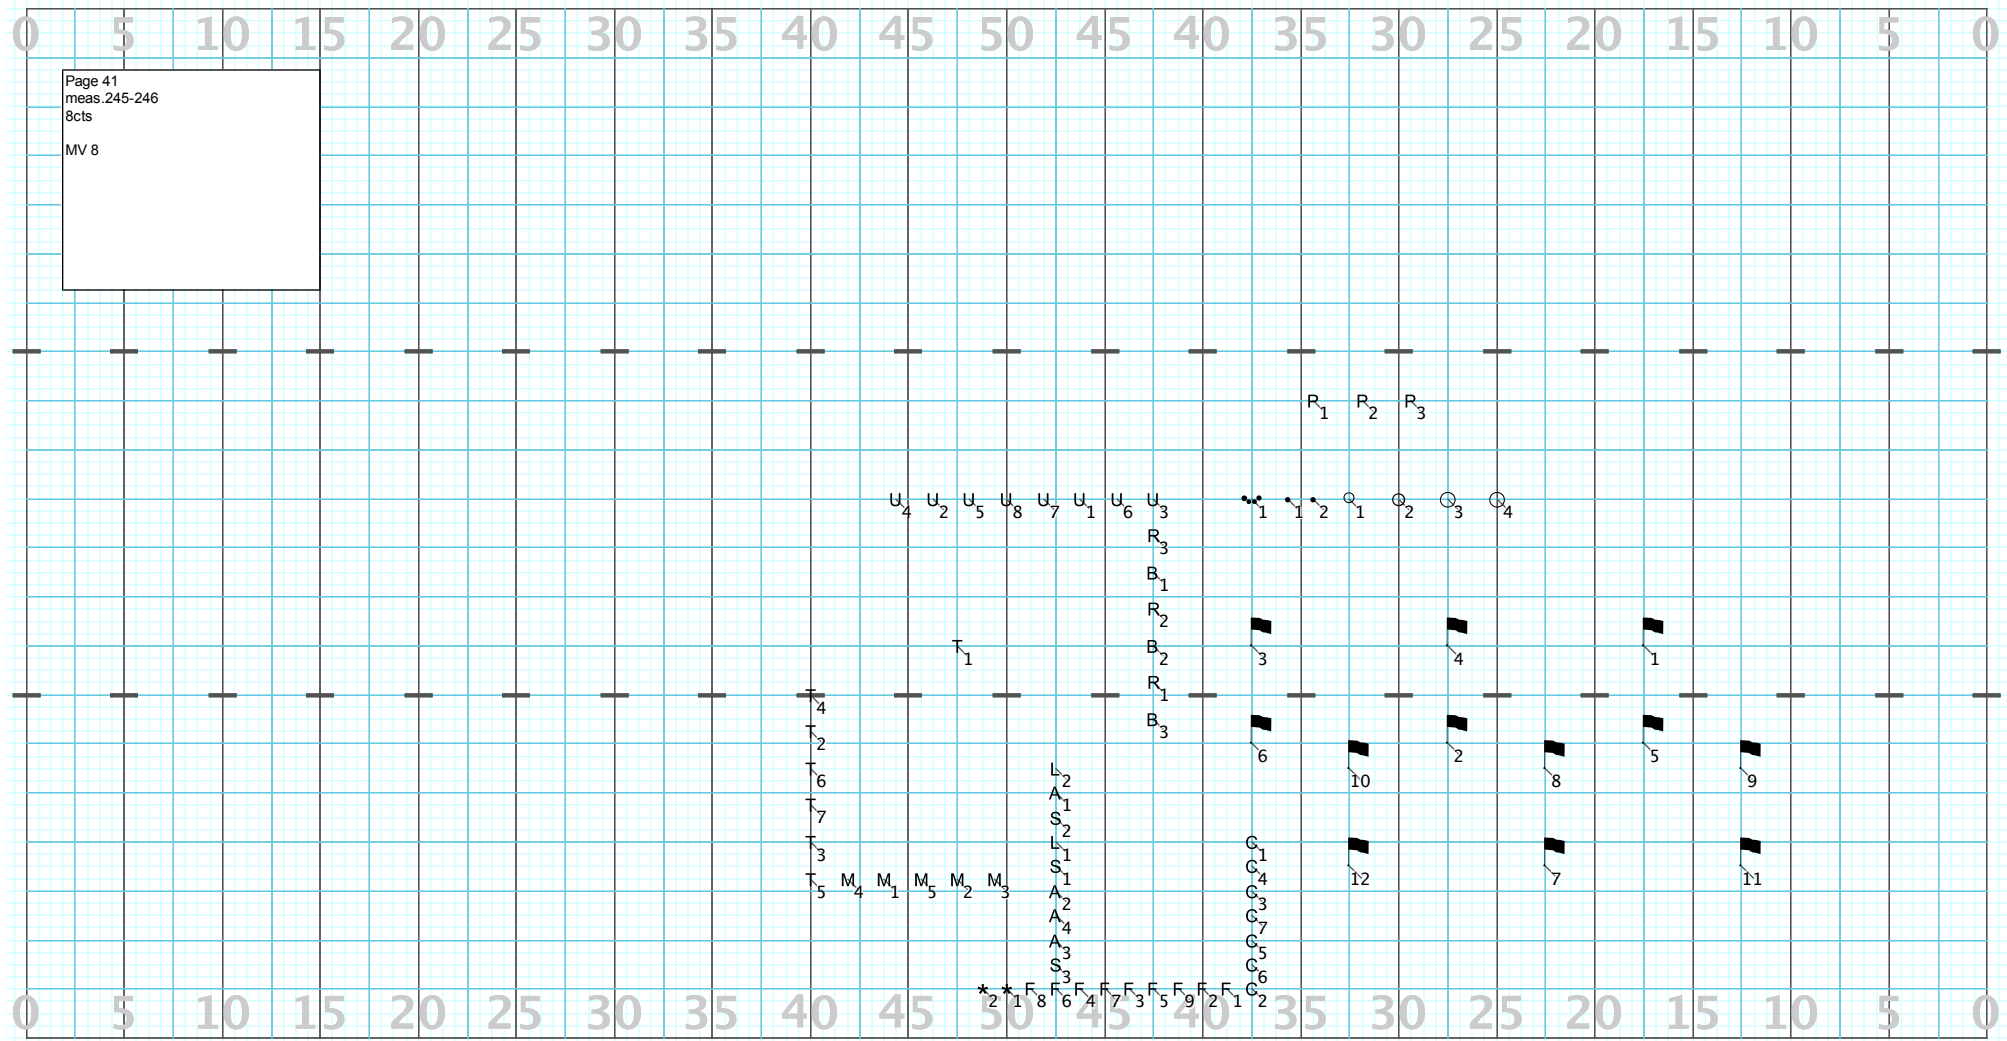 0 5 10 15 20 25 30 35 40 45 50 45 40 35 30 25 20 15 10 5 0
Page 41
meas.245-246
8cts
MV 8
R1 R2 R3
U4 U2 U5 U8 U7 U1 U6 U3 1 1 2 1 2 3 4
R3
B1
R2
3 4 1
T1 B2
R1
T4
B3
T2 6 2 5
T6 L2 10 8 9
A1
T7 S2
T3 L1 C1
S1 C4 12 7 11
T5 M4 M1 M5 M2 M3
A2 C3
A4 C7
A3 C5
S3 C6
*2 *1 F8 F6 F4 F7 F3 F5 F9 F2 F1 C2
0 5 10 15 20 25 30 35 40 45 50 45 40 35 30 25 20 15 10 5 0